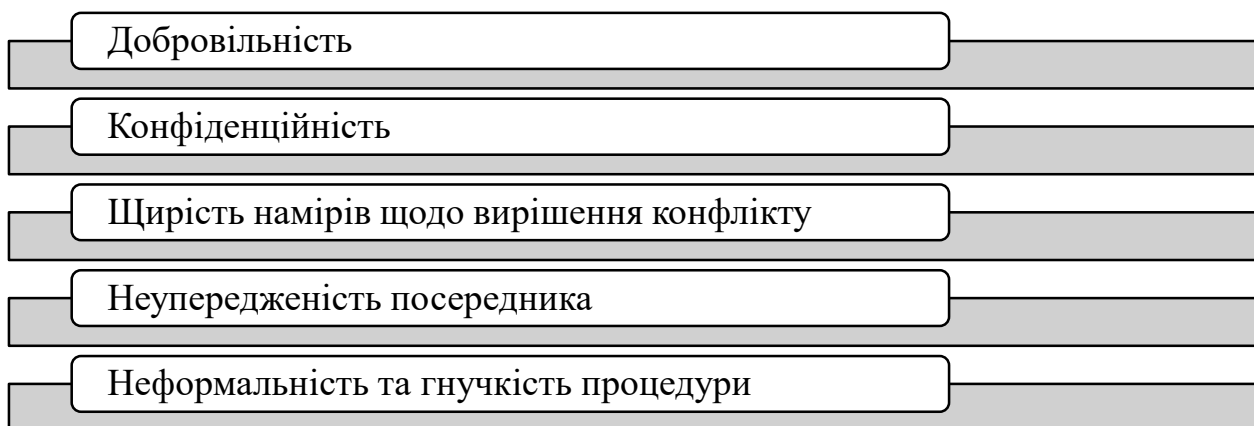 Добровільність
Конфіденційність
Щирість намірів щодо вирішення конфлікту
Неупередженість посередника
Неформальність та гнучкість процедури